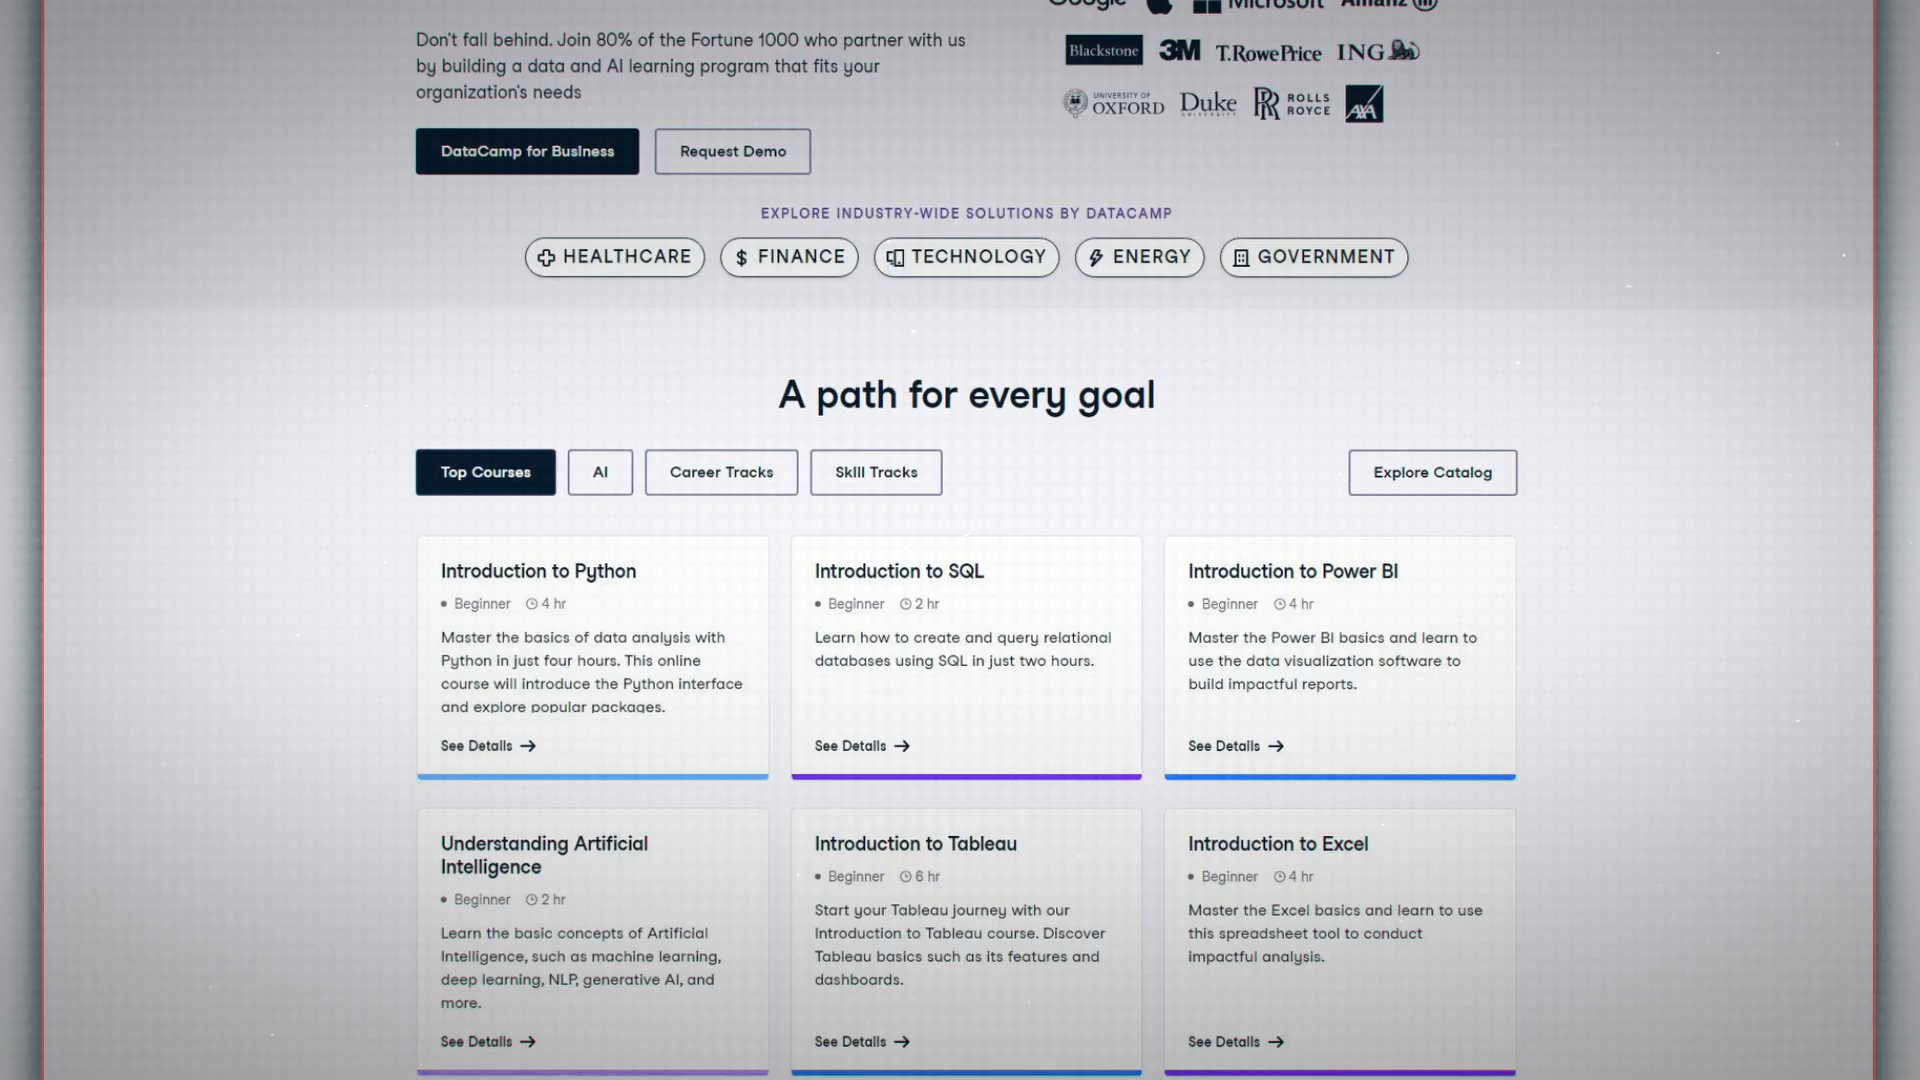 Google Microsoft Allianz
Don't fall behind. Join 80% of the Fortune 1000 who partner with us
by building a data and AI learning program that fits your
organization's needs
Blackstone 3M T.RowePrice ING
UNIVERSITY OF
OXFORD Duke ROLLS
UNIVERSITY ROYCE AXA
DataCamp for Business Request Demo
EXPLORE INDUSTRY-WIDE SOLUTIONS BY DATACAMP
HEALTHCARE $ FINANCE TECHNOLOGY ENERGY GOVERNMENT
A path for every goal
Top Courses AI Career Tracks Skill Tracks Explore Catalog
Introduction to Python
Beginner 4 hr
Master the basics of data analysis with
Python in just four hours. This online
course will introduce the Python interface
and explore popular packages.
See Details
Introduction to SQL
Beginner 2 hr
Learn how to create and query relational
databases using SQL in just two hours.
See Details
Introduction to Power BI
Beginner 4 hr
Master the Power BI basics and learn to
use the data visualization software to
build impactful reports.
See Details
Understanding Artificial
Intelligence
Beginner 2 hr
Learn the basic concepts of Artificial
Intelligence, such as machine learning,
deep learning, NLP, generative AI, and
more.
See Details
Introduction to Tableau
Beginner 6 hr
Start your Tableau journey with our
Introduction to Tableau course. Discover
Tableau basics such as its features and
dashboards.
See Details
Introduction to Excel
Beginner 4 hr
Master the Excel basics and learn to use
this spreadsheet tool to conduct
impactful analysis.
See Details